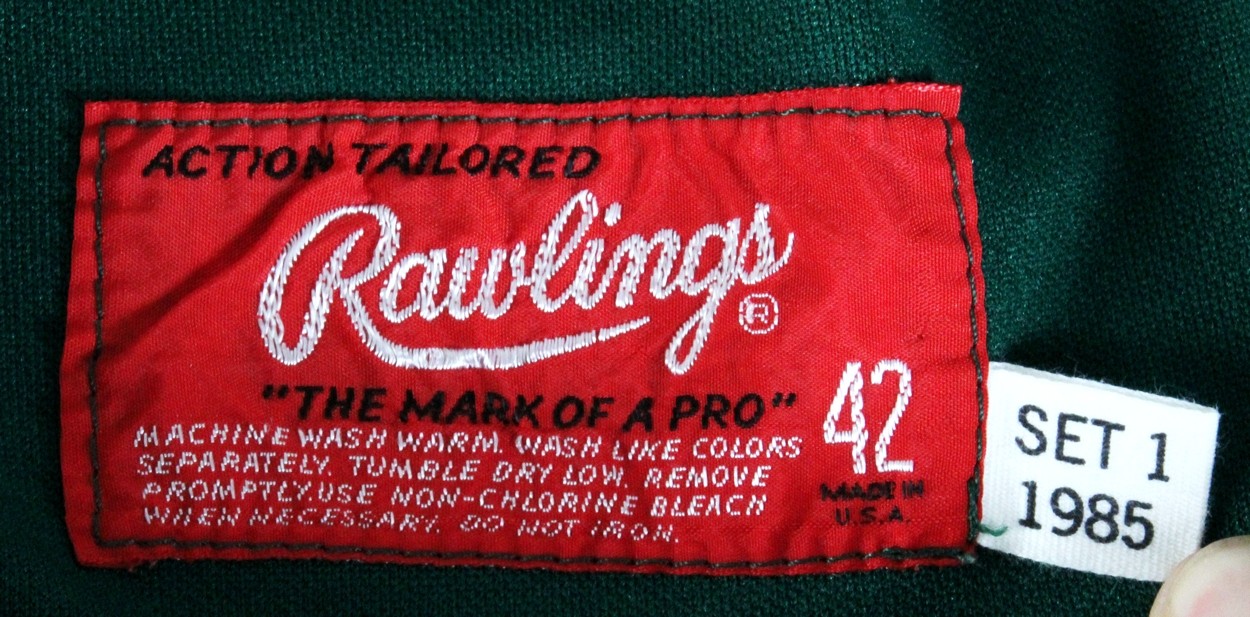 ACTION TAILORED
Rawlings®
"THE MARK OF A PRO"
MACHINE WASH WARM. WASH LIKE COLORS
SEPARATELY. TUMBLE DRY LOW. REMOVE
PROMPTLY.USE NON-CHLORINE BLEACH
WHEN NECESSARY. DO NOT IRON.
42
MADE IN
U.S.A.
SET 1
1985